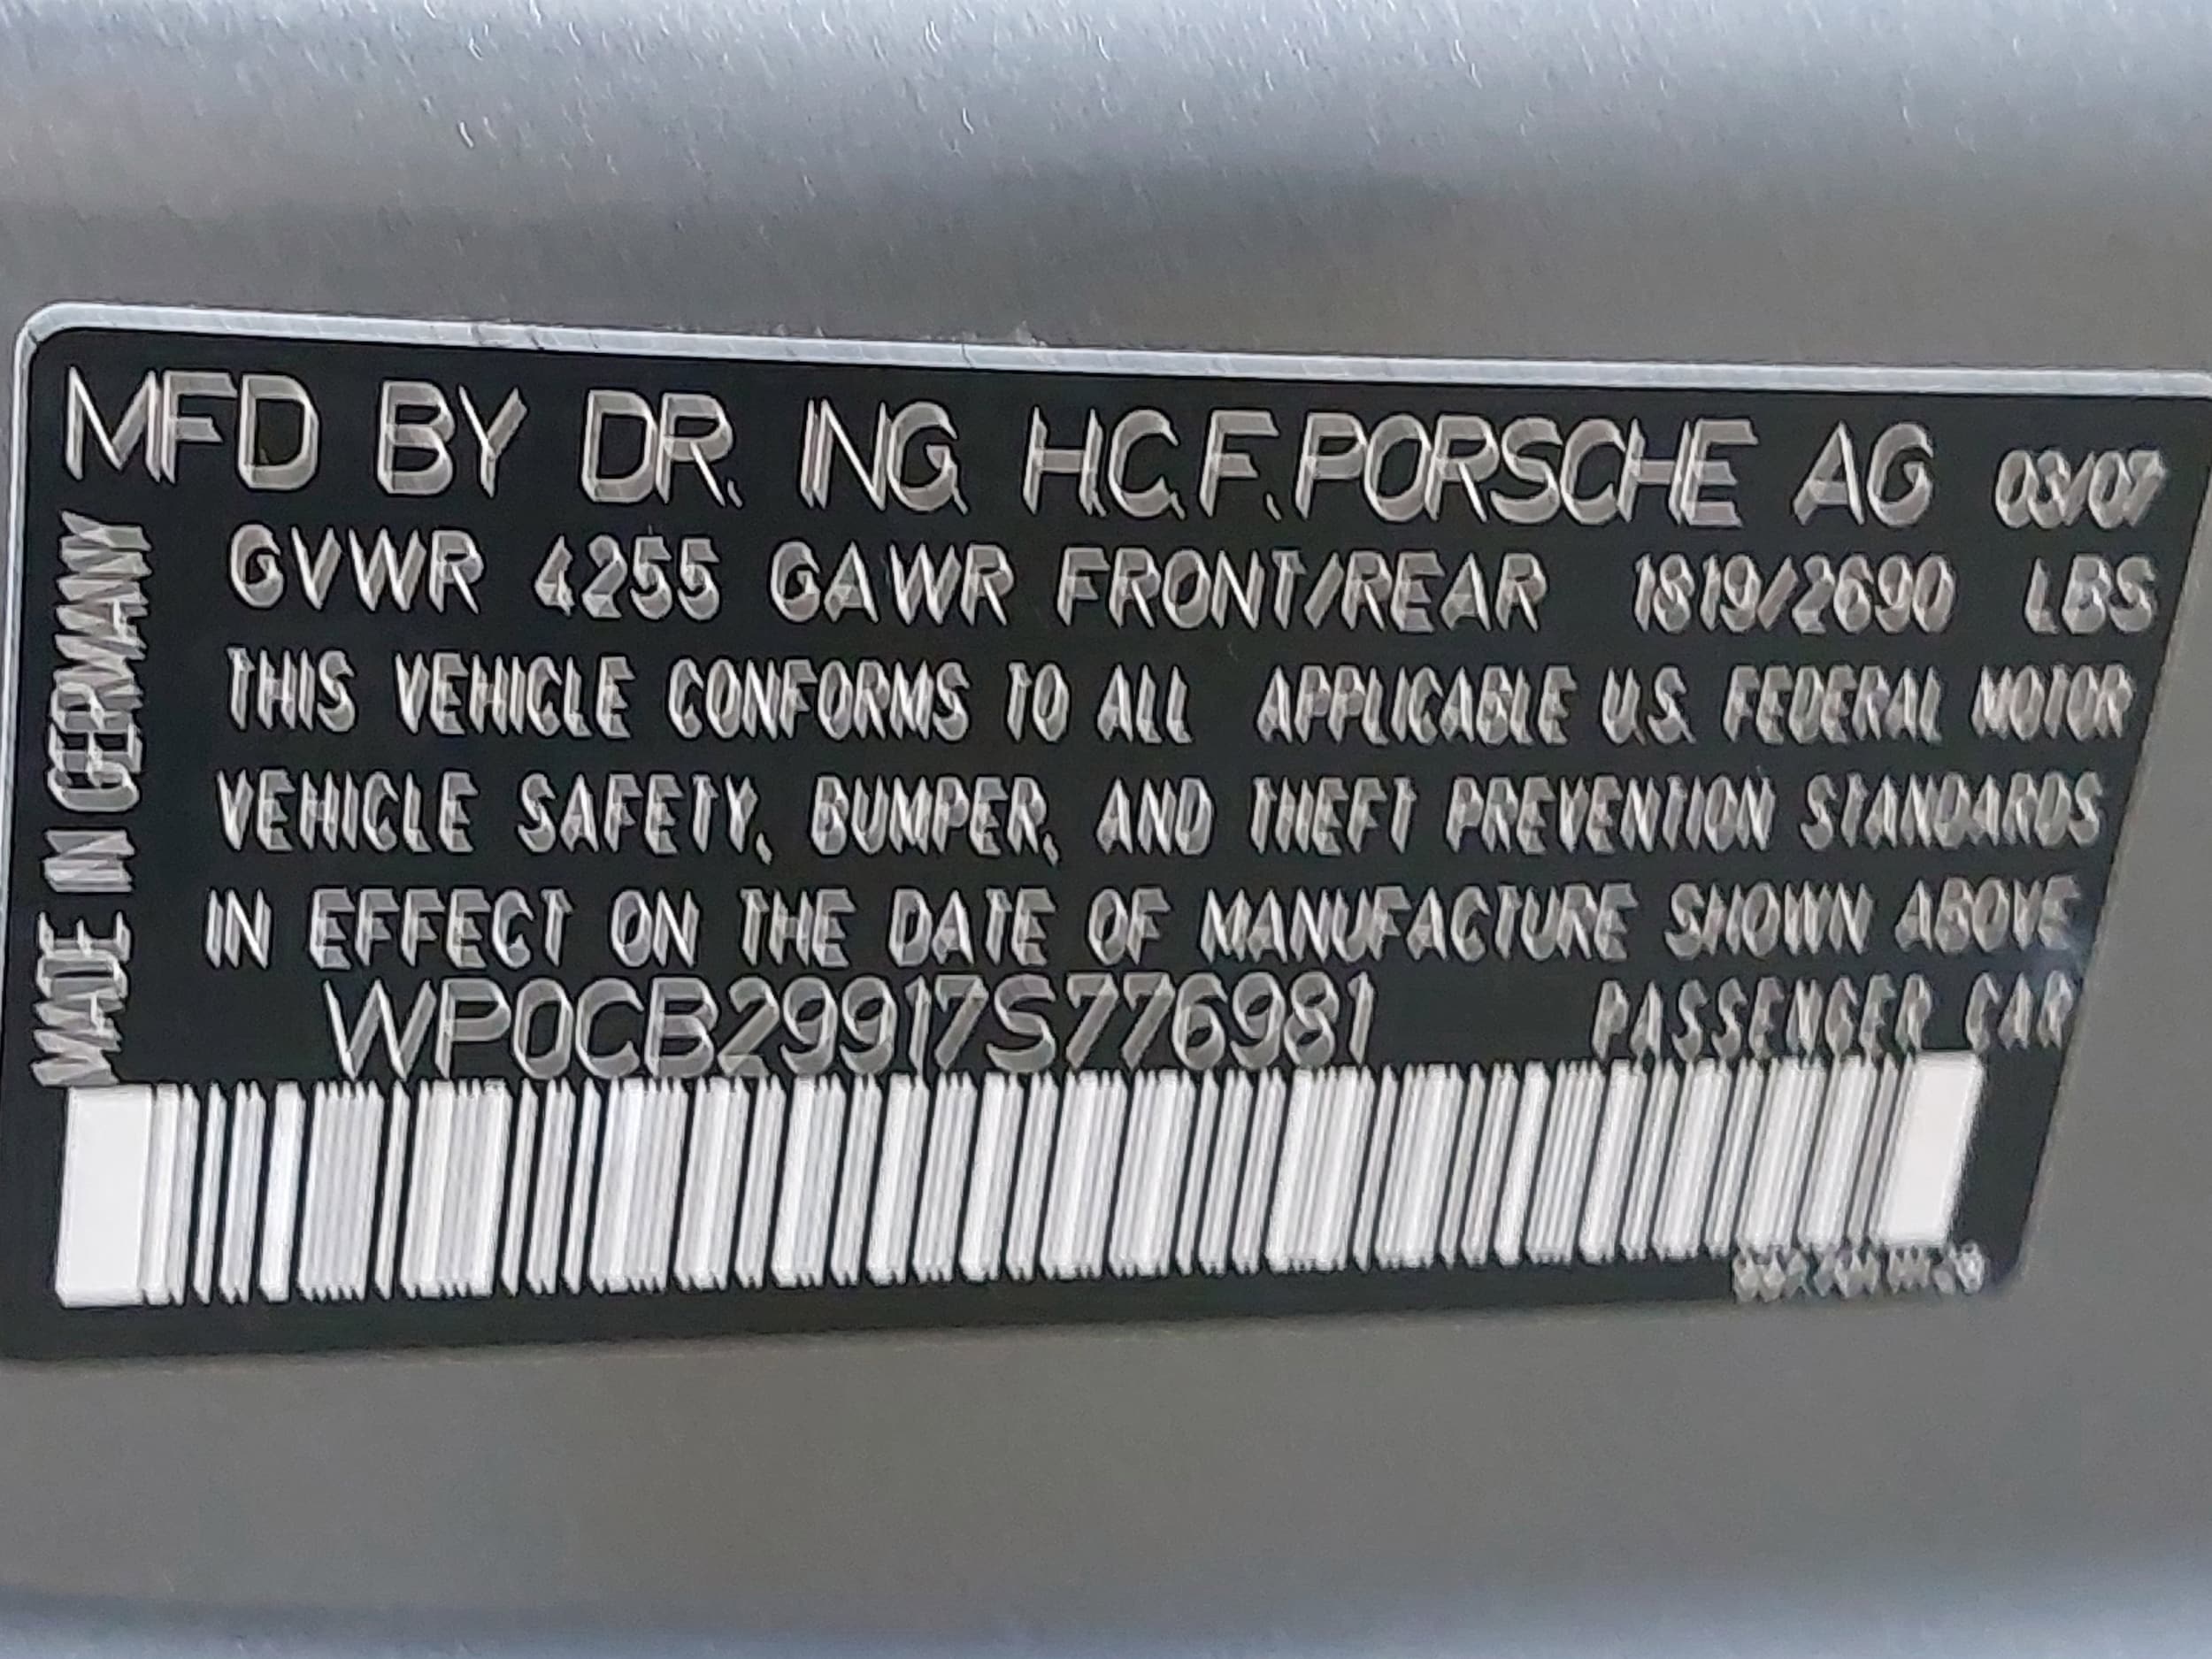 MFD BY DR. ING. H.C.F.PORSCHE AG 03/07
GVWR 4255 GAWR FRONT/REAR 1819/2690 LBS
THIS VEHICLE CONFORMS TO ALL APPLICABLE U.S. FEDERAL MOTOR
VEHICLE SAFETY, BUMPER, AND THEFT PREVENTION STANDARDS
IN EFFECT ON THE DATE OF MANUFACTURE SHOWN ABOVE
WP0CB29917S776981 PASSENGER CAR
MADE IN GERMANY